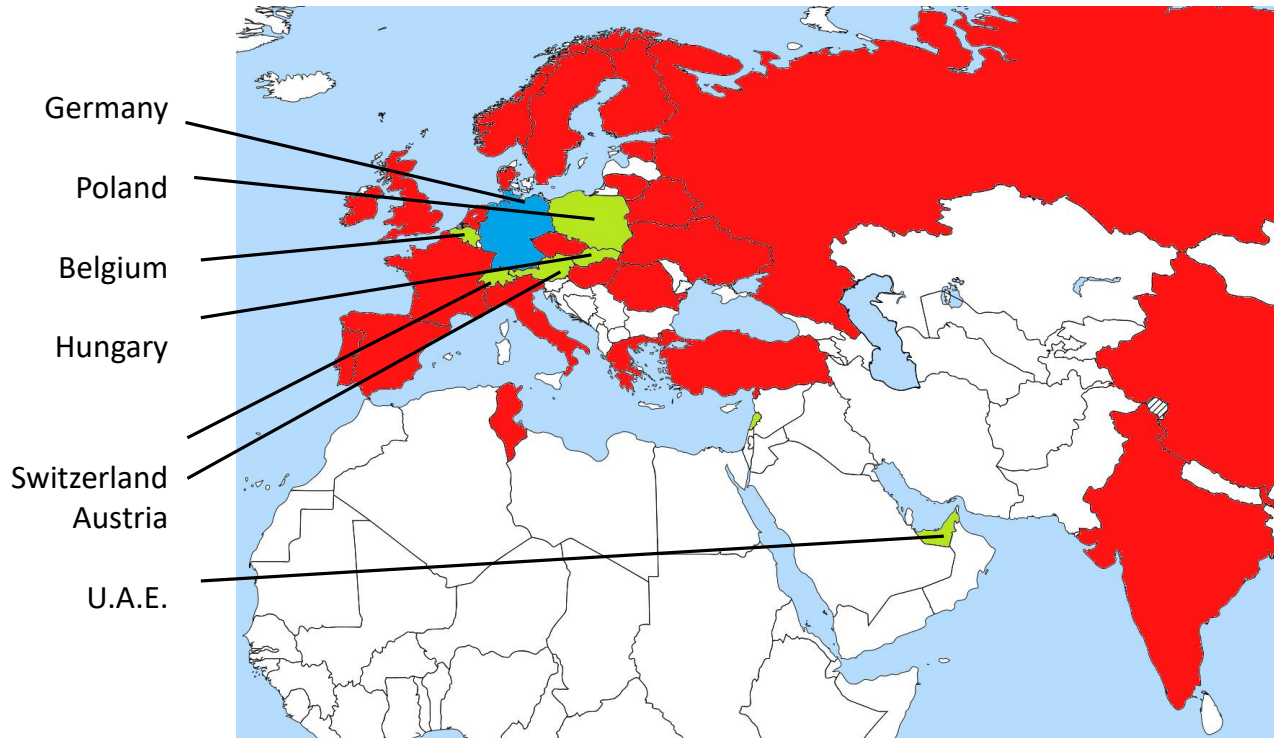 Germany
Poland
Belgium
Hungary
Switzerland
Austria
U.A.E.